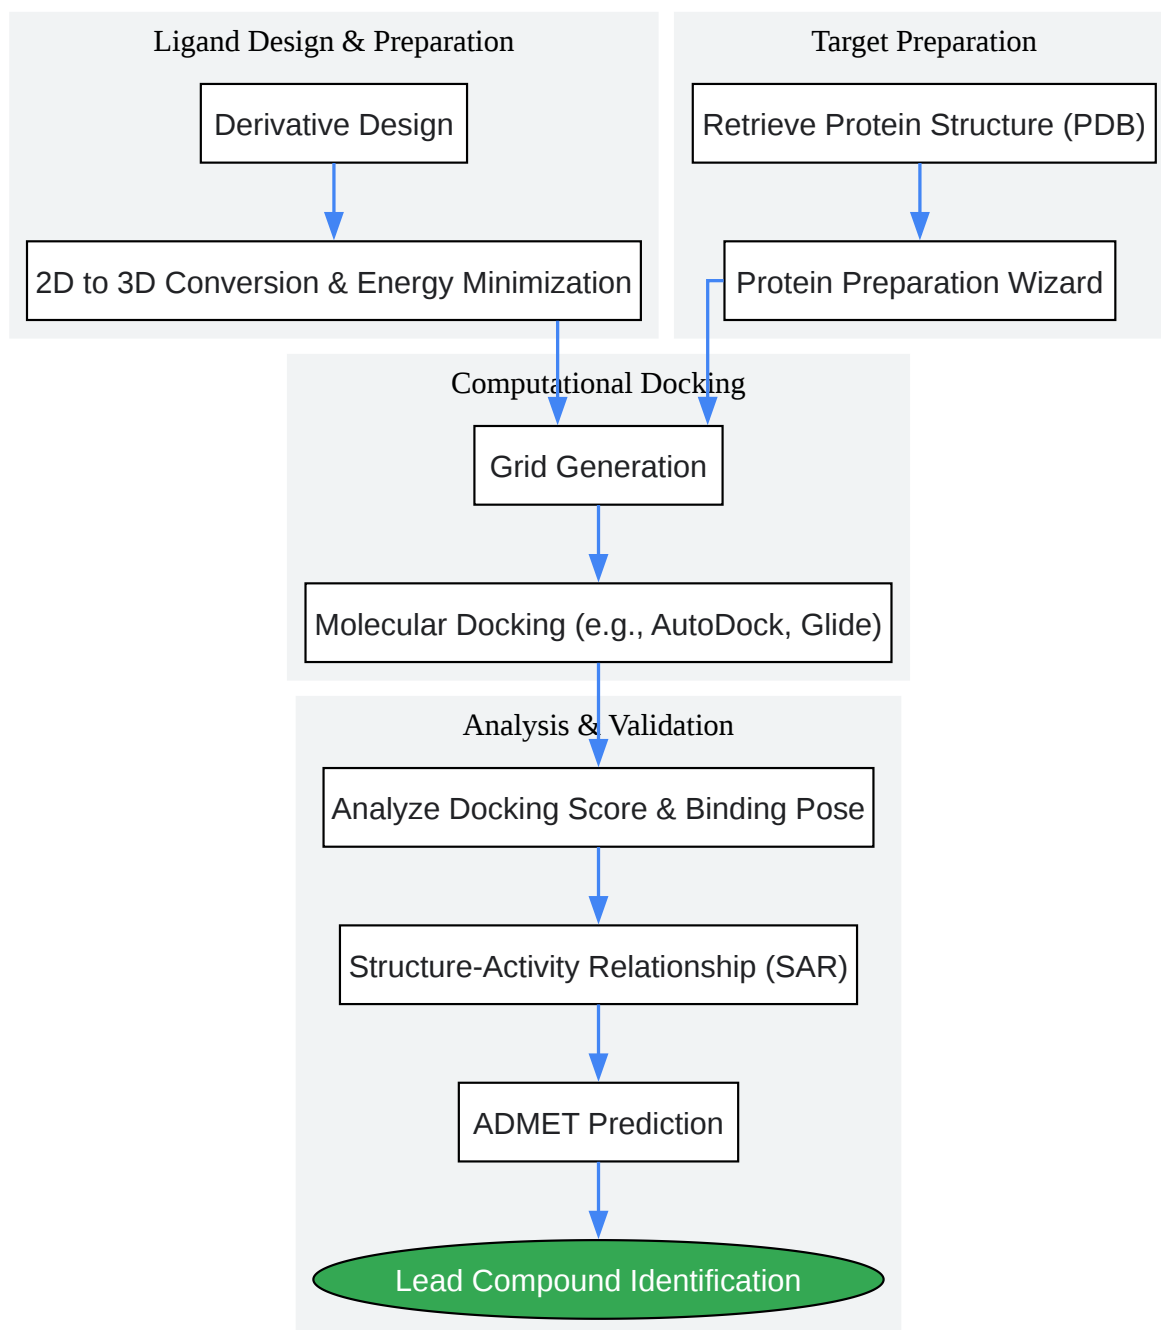 Ligand Design & Preparation
Derivative Design
2D to 3D Conversion & Energy Minimization
Target Preparation
Retrieve Protein Structure (PDB)
Protein Preparation Wizard
Computational Docking
Grid Generation
Molecular Docking (e.g., AutoDock, Glide)
Analysis & Validation
Analyze Docking Score & Binding Pose
Structure-Activity Relationship (SAR)
ADMET Prediction
Lead Compound Identification